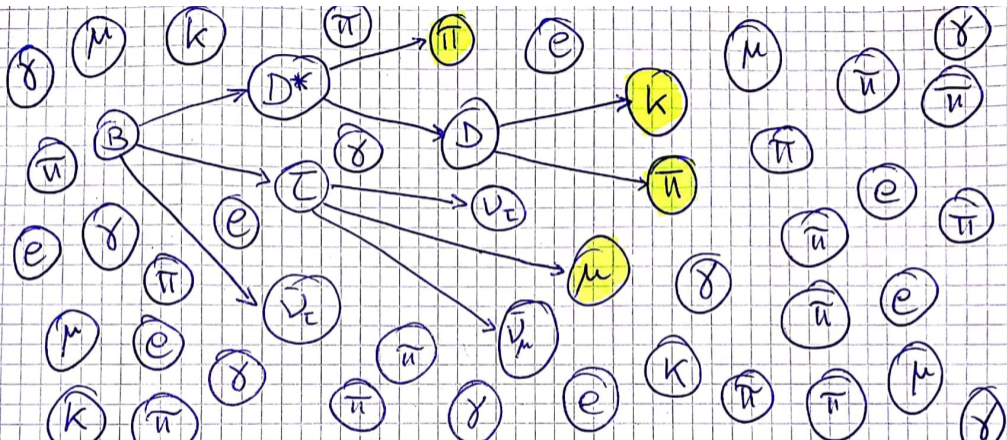 μ k π π e μ γ
γ D* k π π
B γ D π
π τ π e
e ν_τ π
e γ π
π μ γ e
ν̄_τ π
μ e π ν̄_μ
γ k μ
k π π γ e π π γ